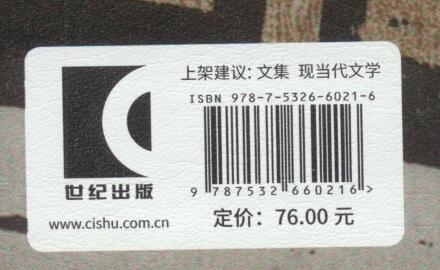 上架建议：文集 现当代文学
ISBN 978-7-5326-6021-6
9 787532 660216 >
定价：76.00 元
世纪出版
www.cishu.com.cn